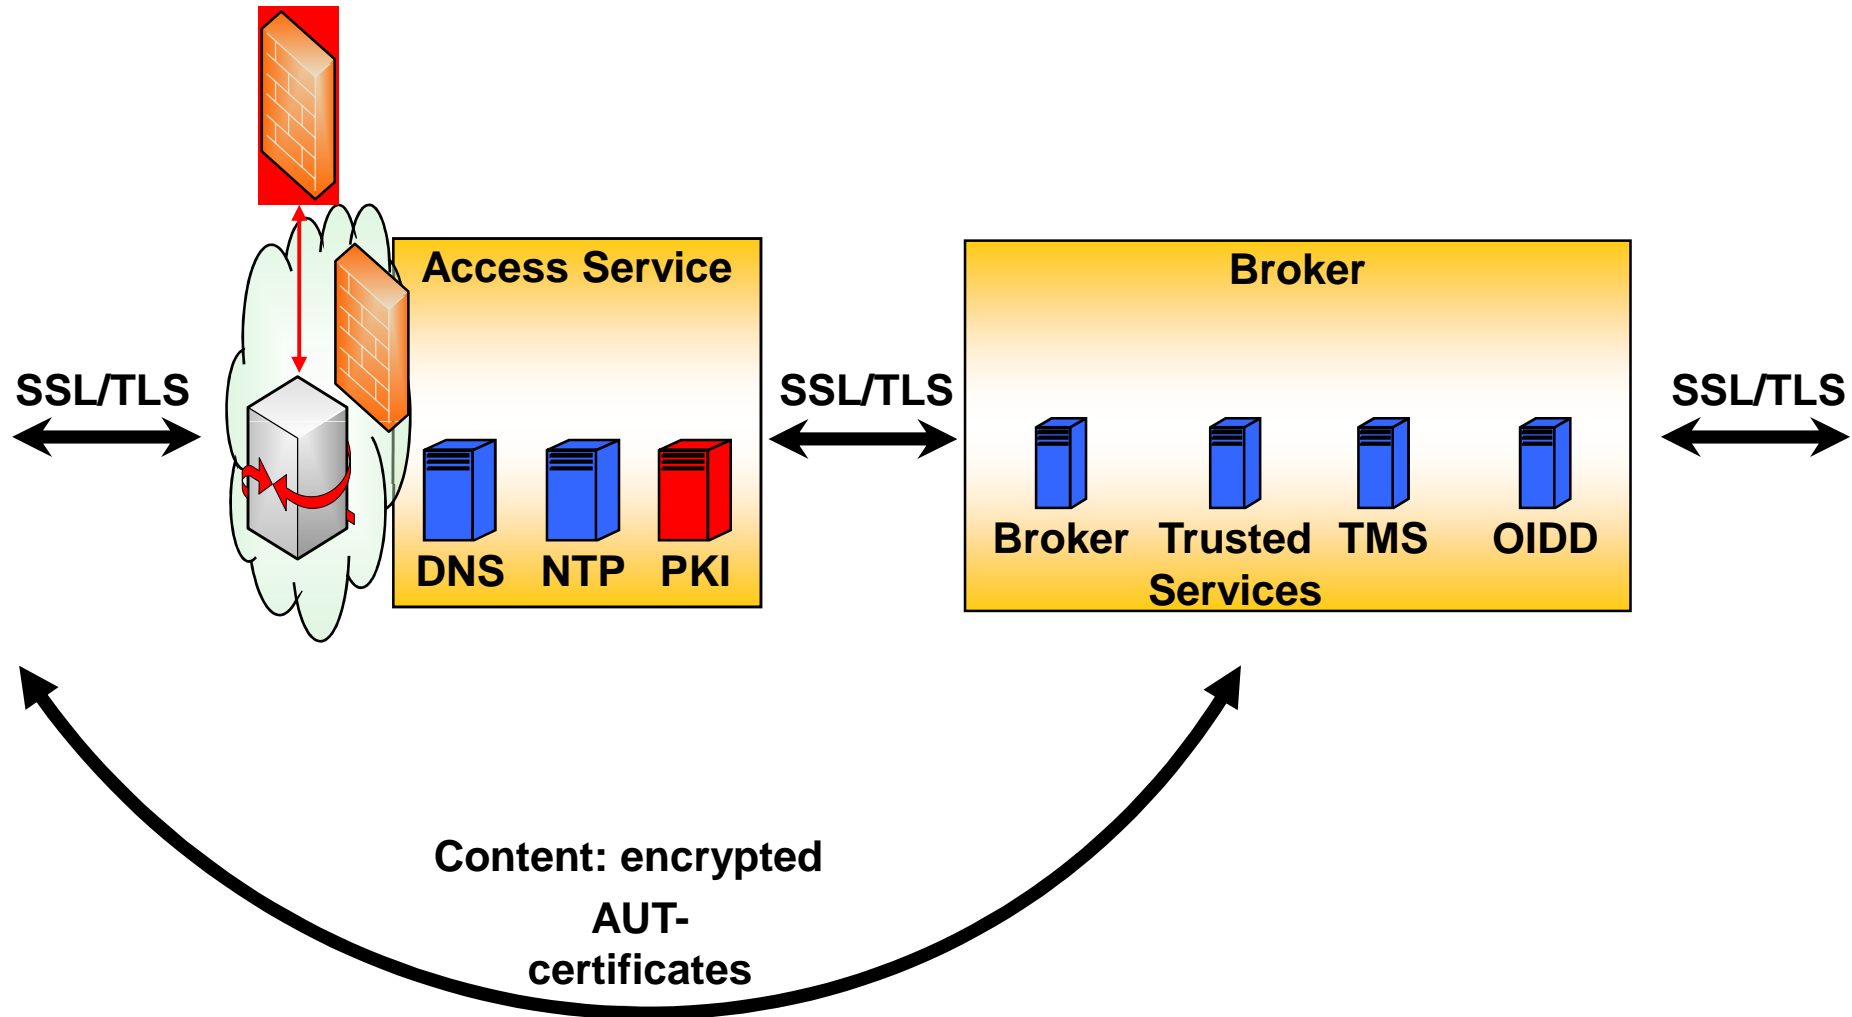 Access Service
Broker
SSL/TLS
SSL/TLS
SSL/TLS
DNS NTP PKI
Broker Trusted TMS OIDD
Services
Content: encrypted
AUT-
certificates